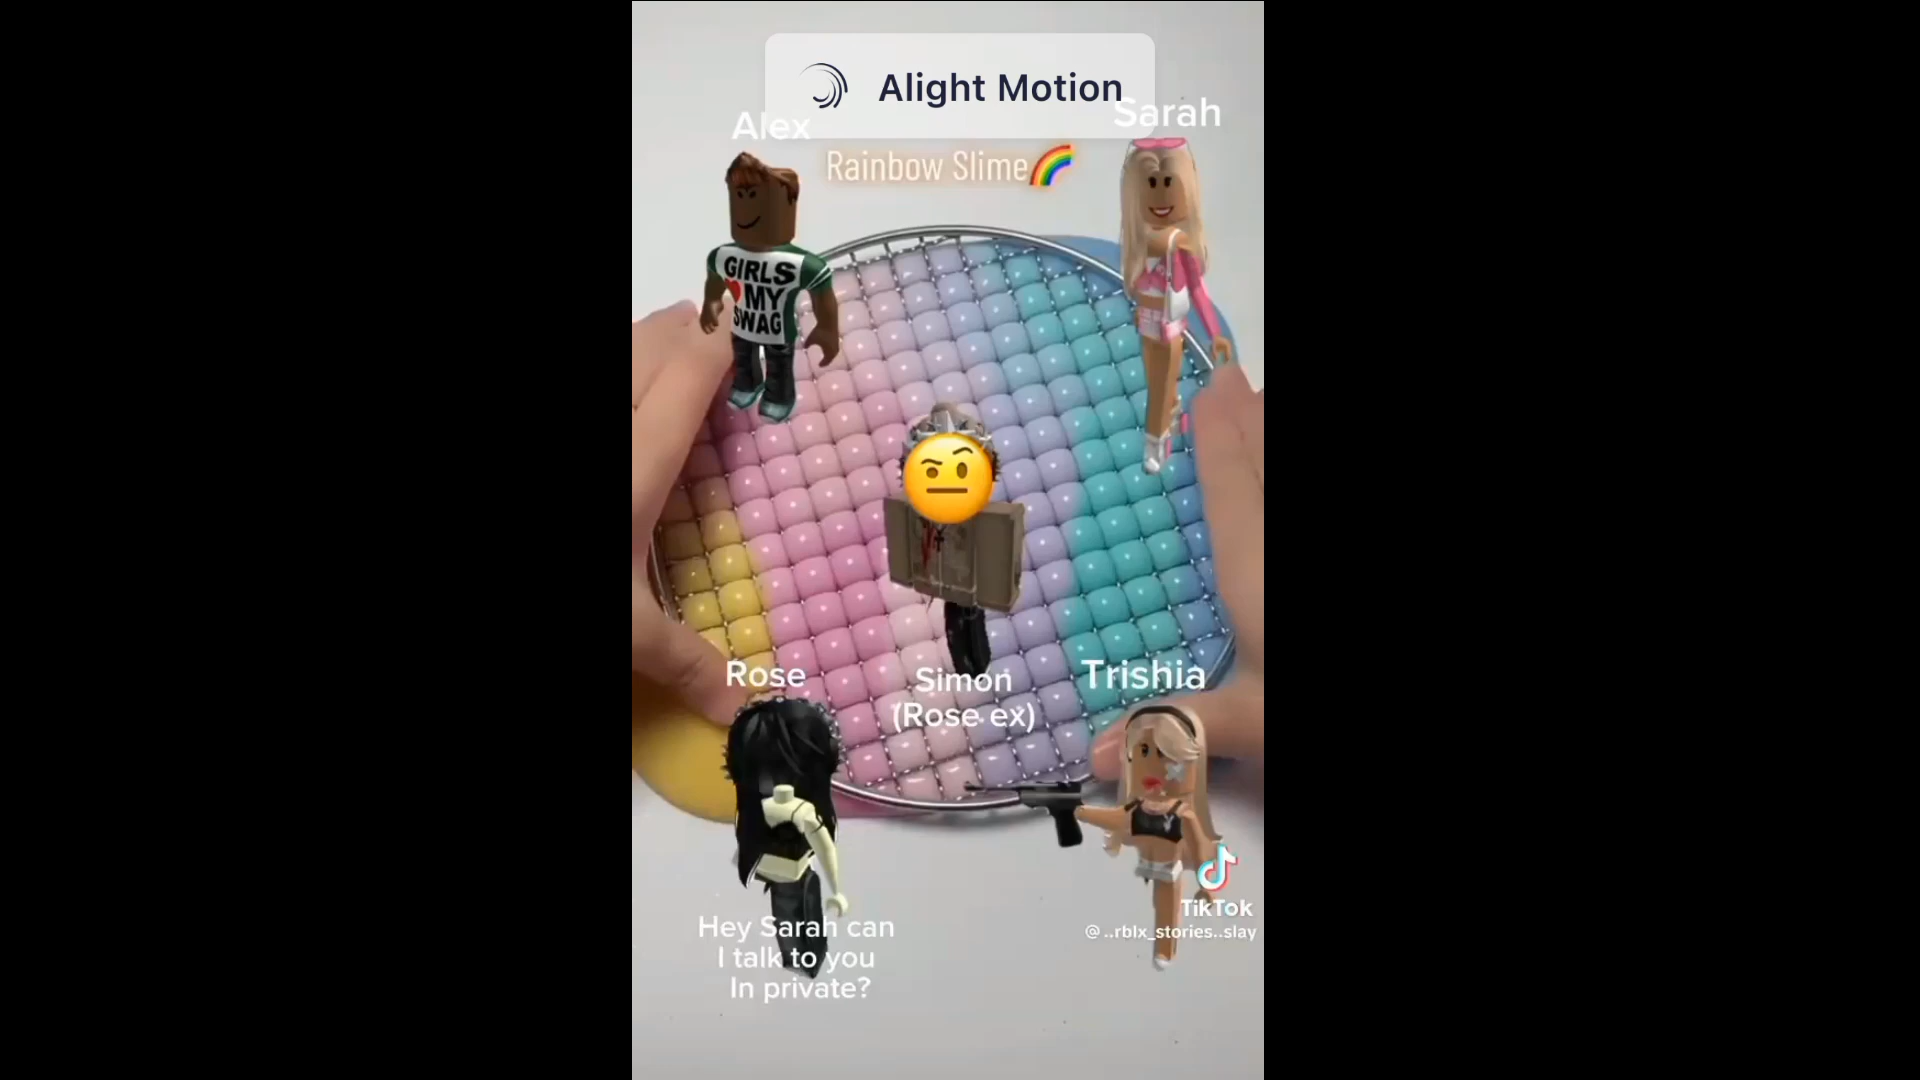 Alight Motion
Alex
Sarah
Rainbow Slime🌈
GIRLS
❤MY
SWAG
Rose
Simon
(Rose ex)
Trishia
Hey Sarah can
I talk to you
In private?
TikTok
@..rblx_stories..slay